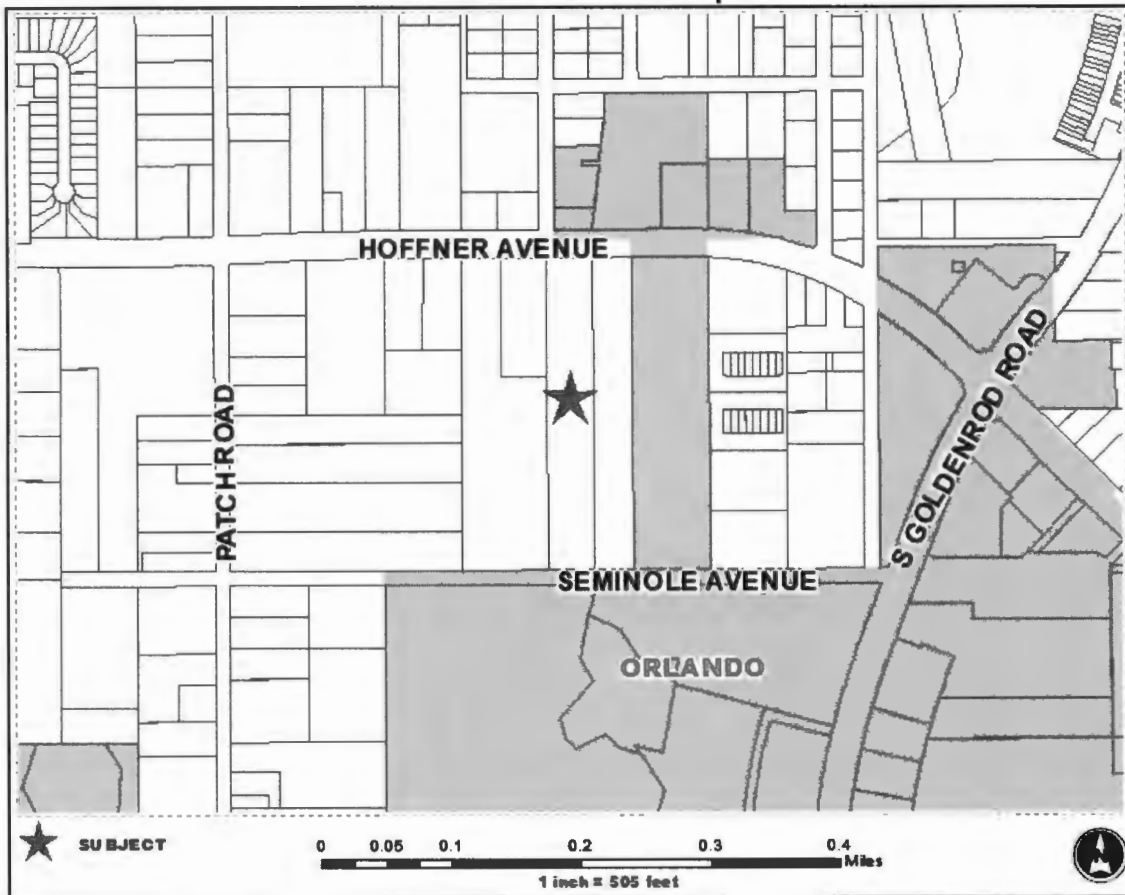 HOFFNER AVENUE
PATCH ROAD
S GOLDENROD ROAD
SEMINOLE AVENUE
ORLANDO
SUBJECT
0 0.05 0.1 0.2 0.3 0.4
Miles
1 inch = 505 feet